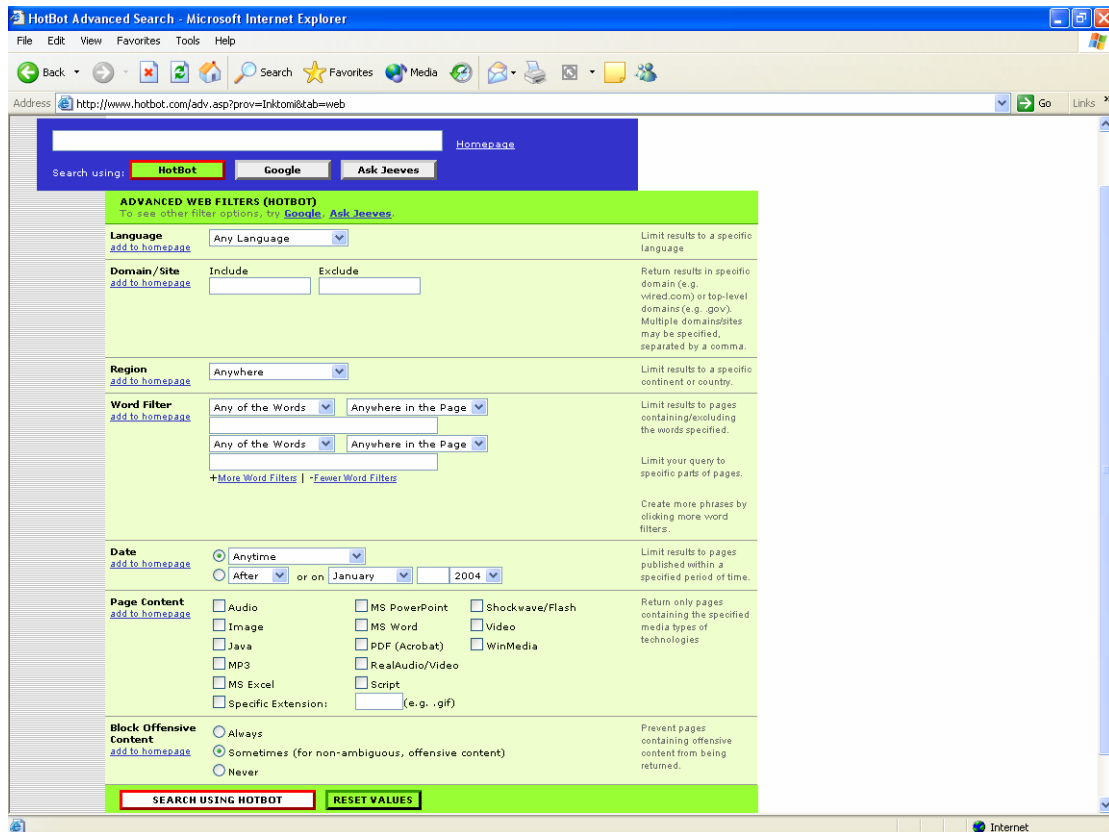 HotBot Advanced Search - Microsoft Internet Explorer
File Edit View Favorites Tools Help
Back Search Favorites Media
Address http://www.hotbot.com/adv.asp?prov=Inktomi&tab=web Go Links »
Homepage
Search using: HotBot Google Ask Jeeves
ADVANCED WEB FILTERS (HOTBOT)
To see other filter options, try Google, Ask Jeeves.
Language
add to homepage
Any Language
Limit results to a specific
language
Domain/Site Include Exclude
add to homepage
Return results in specific
domain (e.g.
wired.com) or top-level
domains (e.g. .gov).
Multiple domains/sites
may be specified,
separated by a comma.
Region
add to homepage
Anywhere
Limit results to a specific
continent or country.
Word Filter
add to homepage
Any of the Words Anywhere in the Page
Any of the Words Anywhere in the Page
+More Word Filters | -Fewer Word Filters
Limit results to pages
containing/excluding
the words specified.
Limit your query to
specific parts of pages.
Create more phrases by
clicking more word
filters.
Date
add to homepage
Anytime
After or on January 2004
Limit results to pages
published within a
specified period of time.
Page Content
add to homepage
Audio MS PowerPoint Shockwave/Flash
Image MS Word Video
Java PDF (Acrobat) WinMedia
MP3 RealAudio/Video
MS Excel Script
Specific Extension: (e.g. .gif)
Return only pages
containing the specified
media types of
technologies
Block Offensive
Content
add to homepage
Always
Sometimes (for non-ambiguous, offensive content)
Never
Prevent pages
containing offensive
content from being
returned.
SEARCH USING HOTBOT RESET VALUES
Internet